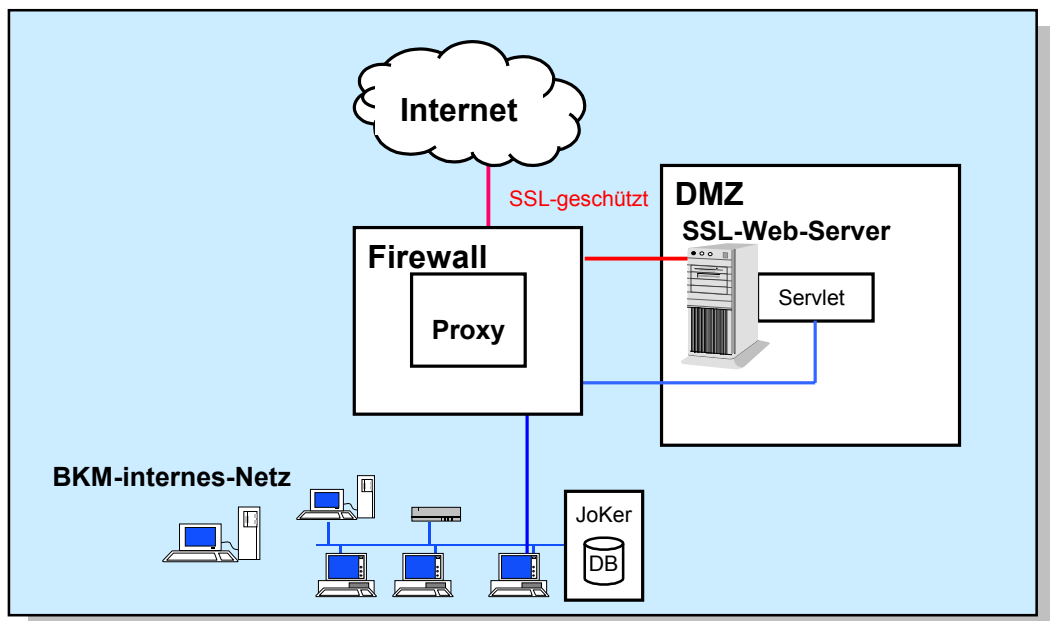 Internet
SSL-geschützt
DMZ
SSL-Web-Server
Firewall
Servlet
Proxy
BKM-internes-Netz
JoKer
DB